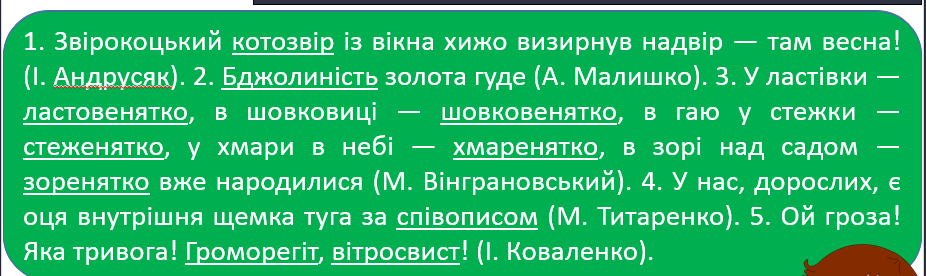 1. Звірокоцький котозвір із вікна хижо визирнув надвір — там весна!
(І. Андрусяк). 2. Бджолиність золота гуде (А. Малишко). 3. У ластівки —
ластовенятко, в шовковиці — шовковенятко, в гаю у стежки —
стеженятко, у хмари в небі — хмаренятко, в зорі над садом —
зоренятко вже народилися (М. Вінграновський). 4. У нас, дорослих, є
оця внутрішня щемка туга за співописом (М. Титаренко). 5. Ой гроза!
Яка тривога! Громорегіт, вітросвист! (І. Коваленко).